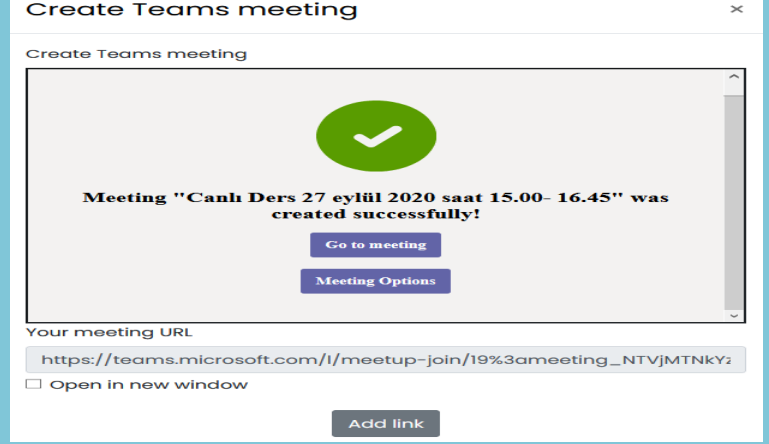 Create Teams meeting
×
Create Teams meeting
Meeting "Canlı Ders 27 eylül 2020 saat 15.00- 16.45" was
created successfully!
Go to meeting
Meeting Options
Your meeting URL
https://teams.microsoft.com/l/meetup-join/19%3ameeting_NTVjMTNkYz
Open in new window
Add link